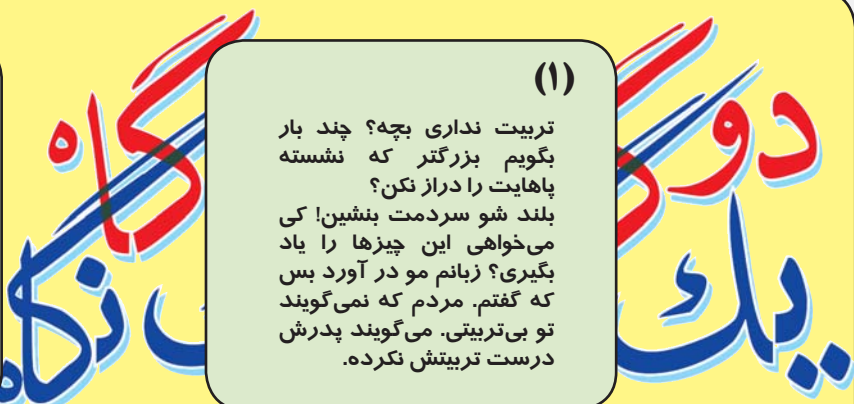 (۱)
تربیت نداری بچه؟ چند بار
بگویم بزرگتر که نشسته
پاهایت را دراز نکن؟
بلند شو سردمت بنشین! کی
می‌خواهی این چیزها را یاد
بگیری؟ زبانم مو در آورد بس
که گفتم. مردم که نمی‌گویند
تو بی‌تربیتی. می‌گویند پدرش
درست تربیتش نکرده.
دو
یک